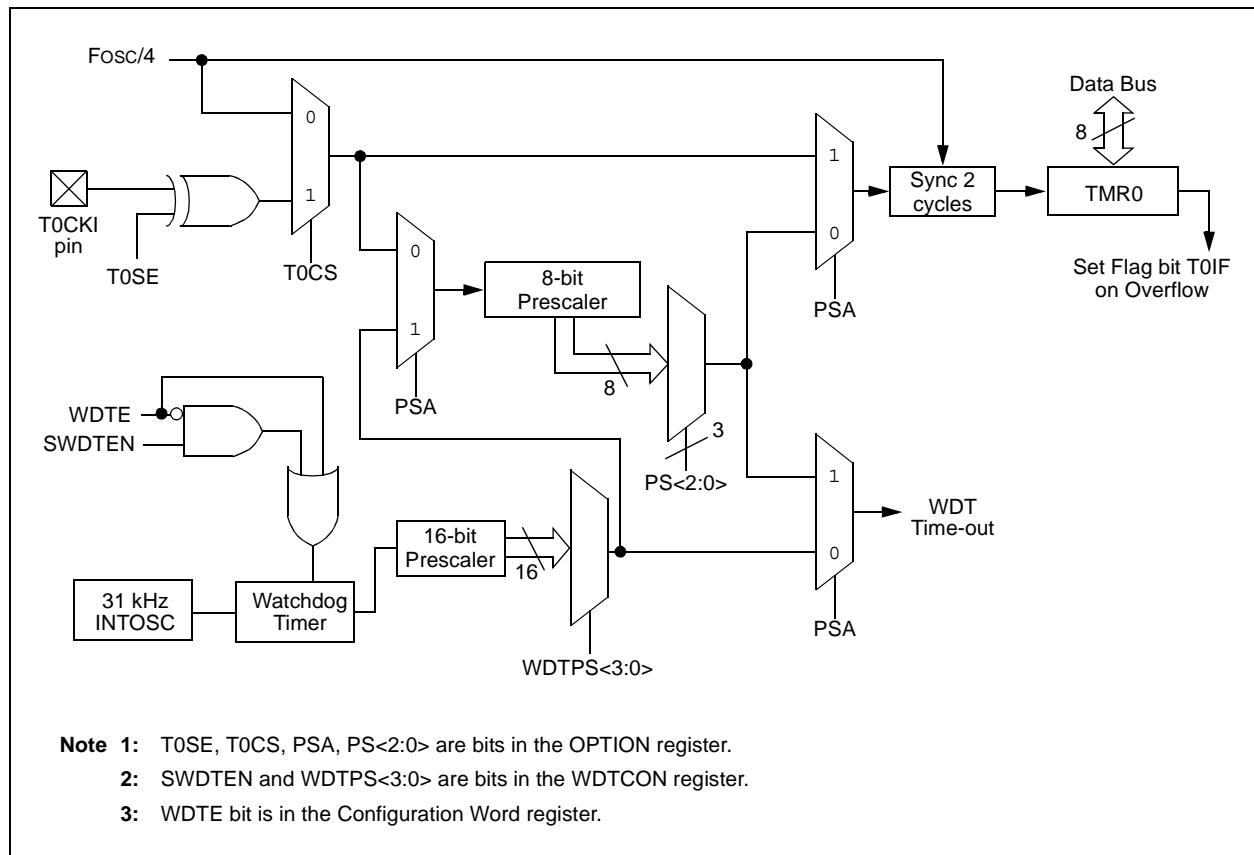 FOSC/4
Data Bus
8
0
1
1
0
T0CKI
pin
T0SE
T0CS
Sync 2
cycles
TMR0
Set Flag bit T0IF
on Overflow
PSA
0
1
8-bit
Prescaler
8
PSA
3
PS<2:0>
WDTE
SWDTEN
1
0
WDT
Time-out
16-bit
Prescaler
16
31 kHz
INTOSC
Watchdog
Timer
PSA
WDTPS<3:0>
Note 1: T0SE, T0CS, PSA, PS<2:0> are bits in the OPTION register.
2: SWDTEN and WDTPS<3:0> are bits in the WDTCON register.
3: WDTE bit is in the Configuration Word register.